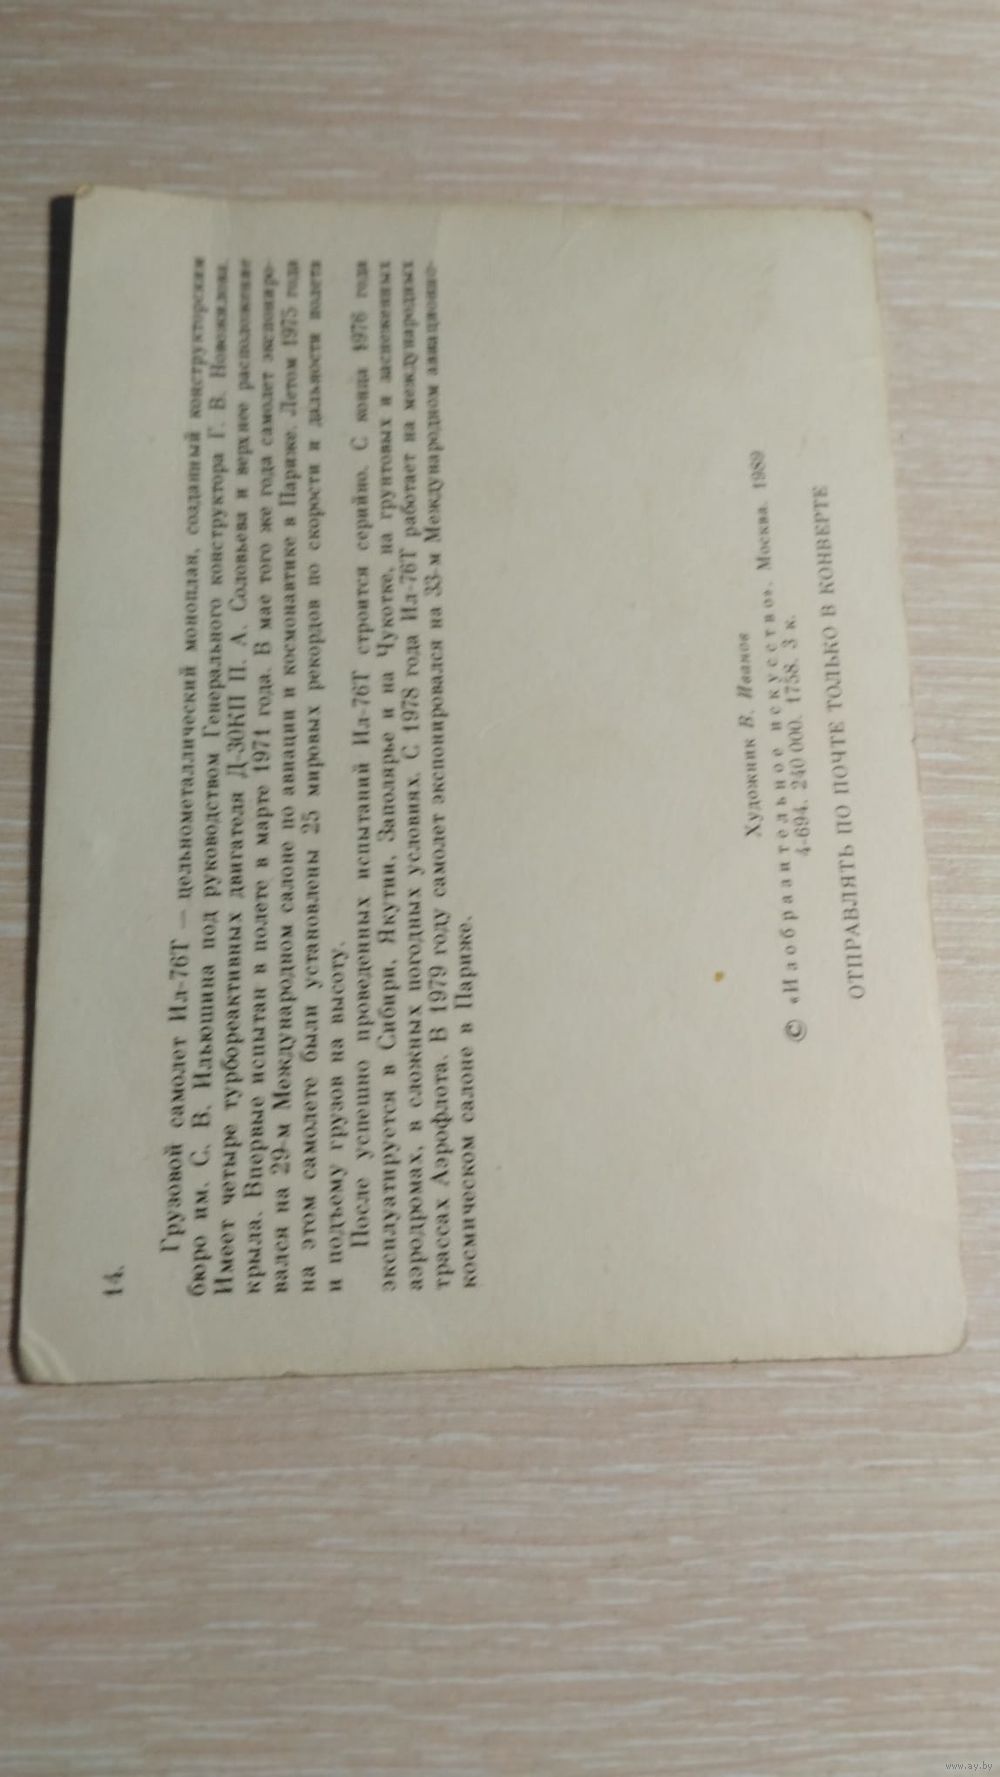 14.
Грузовой самолет Ил-76Т — цельнометаллический моноплан, созданный конструкторским
бюро им. С. В. Ильюшина под руководством Генерального конструктора Г. В. Новожилова.
Имеет четыре турбореактивных двигателя Д-30КП П. А. Соловьева и верхнее расположение
крыла. Впервые испытан в полете в марте 1971 года. В мае того же года самолет экспониро-
вался на 29-м Международном салоне по авиации и космонавтике в Париже. Летом 1975 года
на этом самолете были установлены 25 мировых рекордов по скорости и дальности полета
и подъему грузов на высоту.
После успешно проведенных испытаний Ил-76Т строится серийно. С конца 1976 года
эксплуатируется в Сибири, Якутии, Заполярье и на Чукотке, на грунтовых и заснеженных
аэродромах, в сложных погодных условиях. С 1978 года Ил-76Т работает на международных
трассах Аэрофлота. В 1979 году самолет экспонировался на 33-м Международном авиационно-
космическом салоне в Париже.
Художник В. Иванов
© «Изобразительное искусство». Москва. 1989
4-694. 240 000. 1758. 3 к.
ОТПРАВЛЯТЬ ПО ПОЧТЕ ТОЛЬКО В КОНВЕРТЕ
www.ay.by